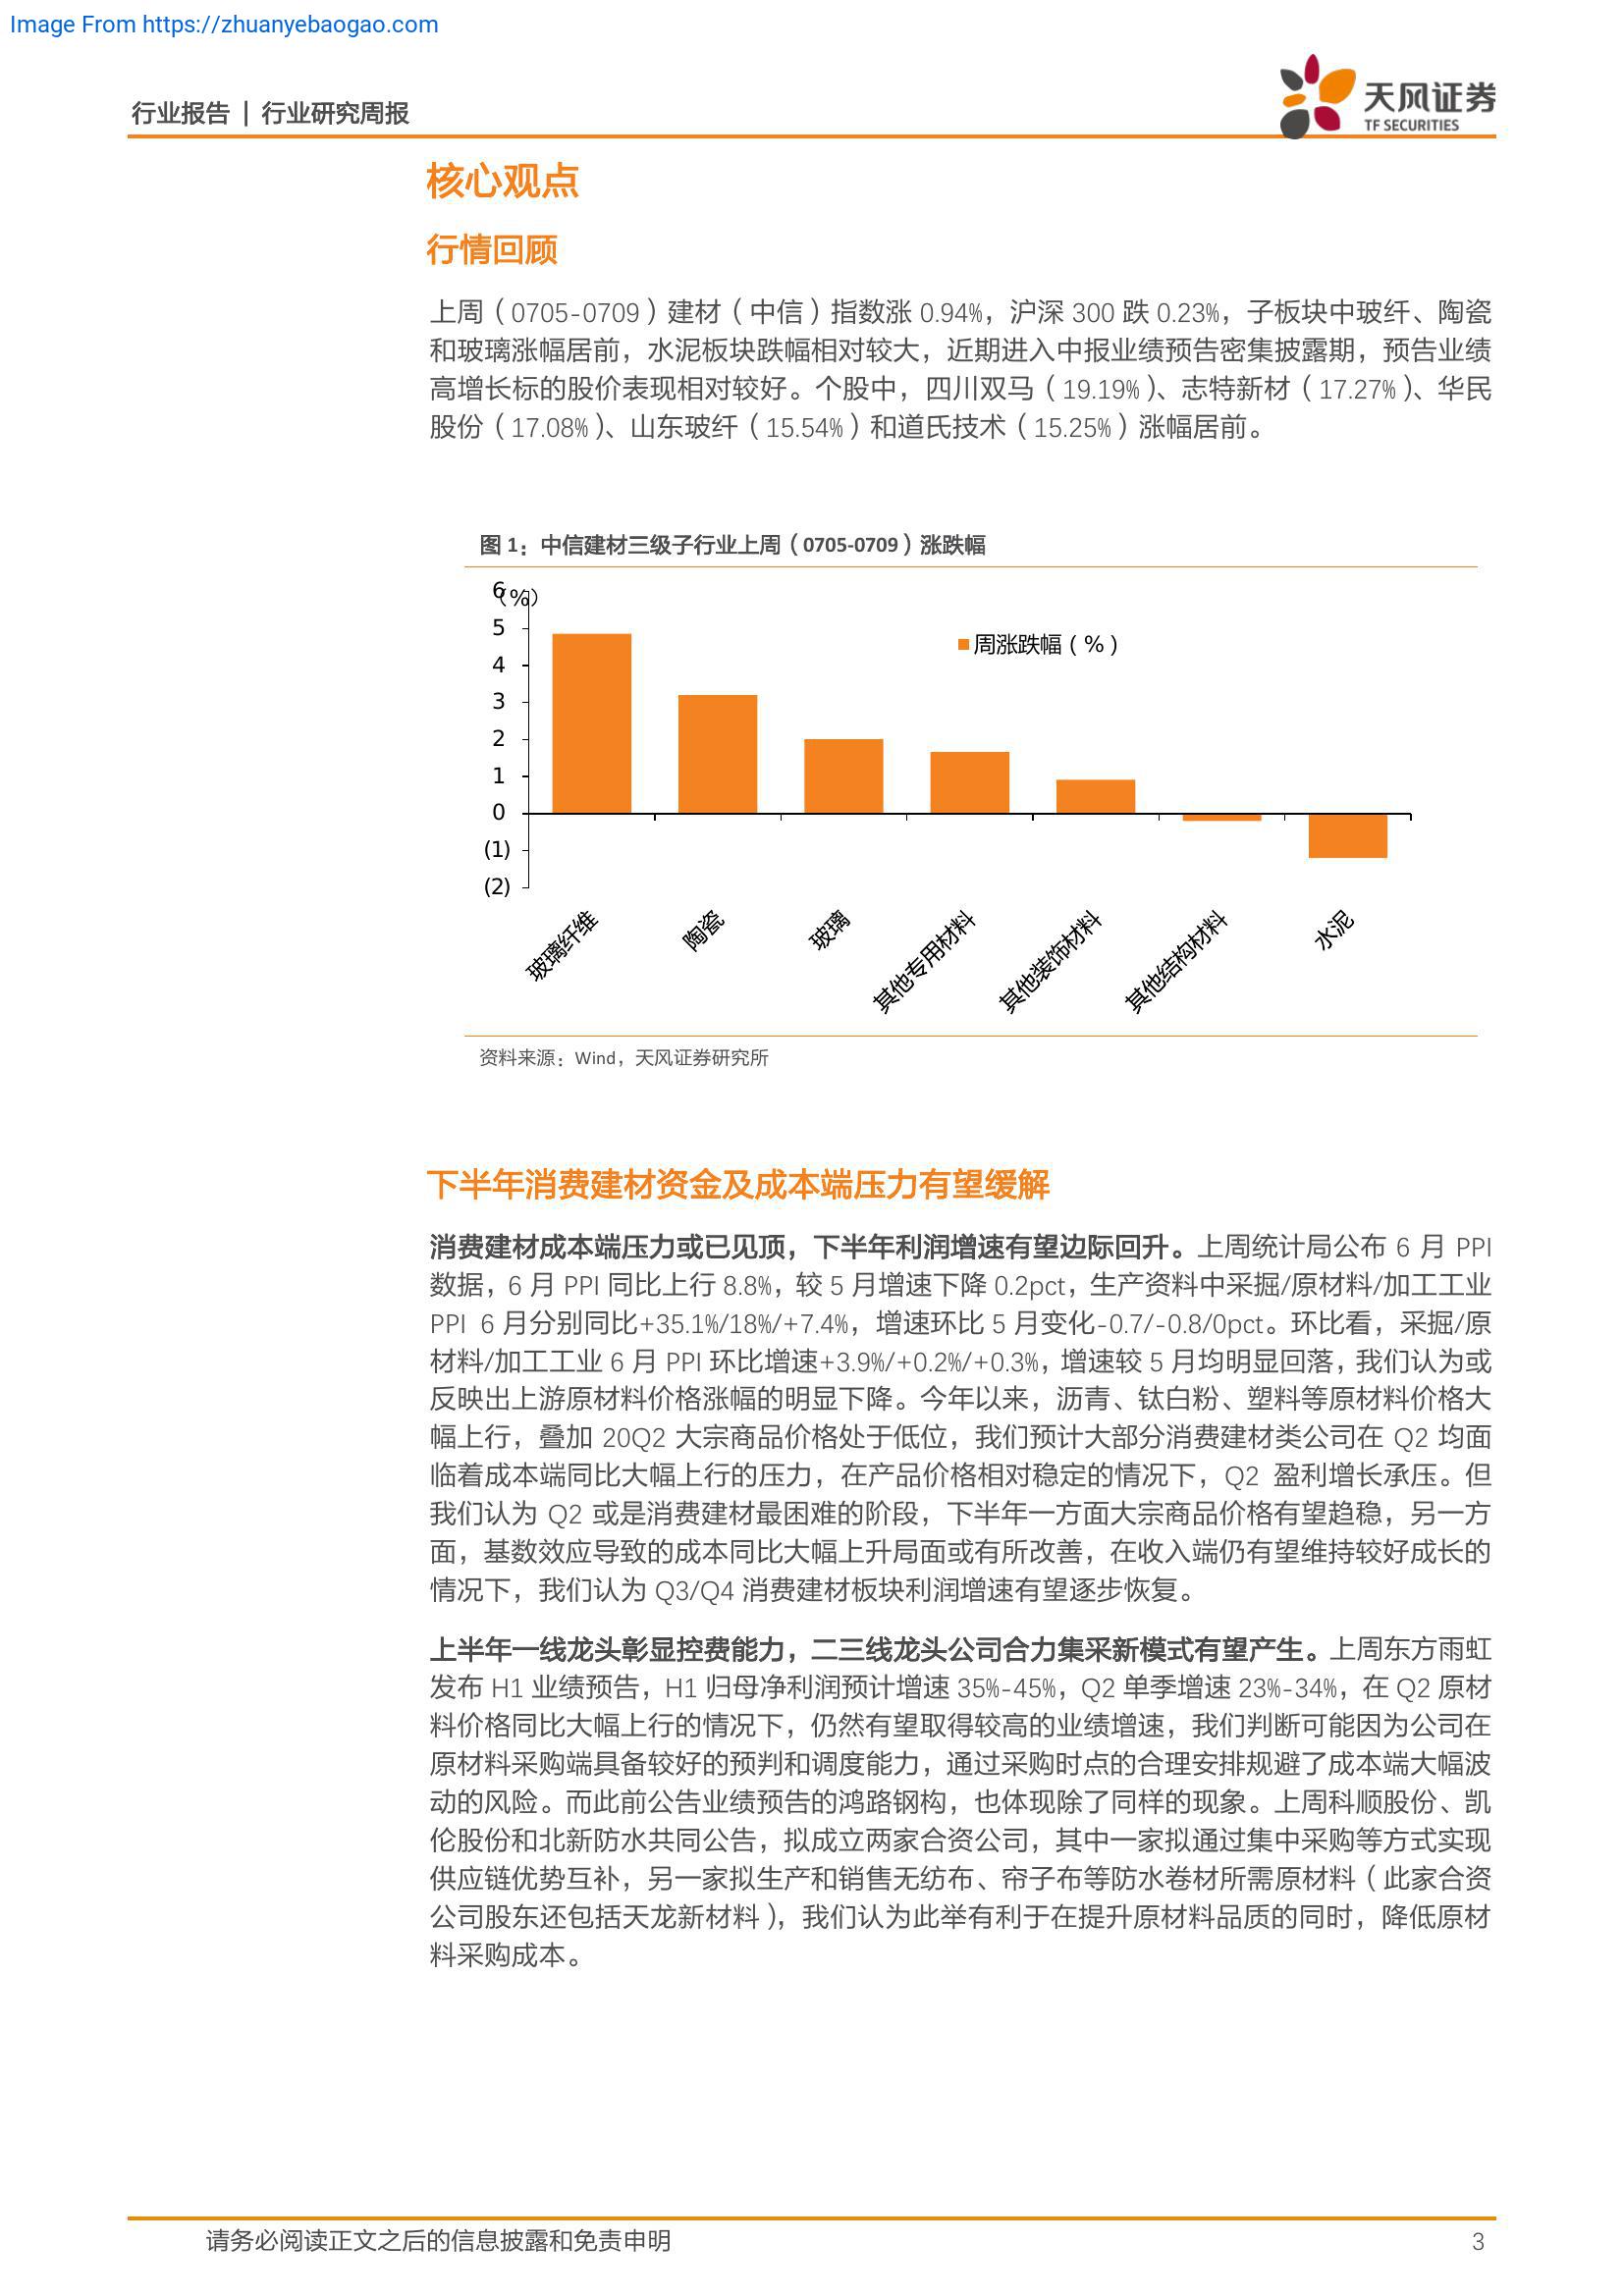 Image From https://zhuanyebaogao.com
行业报告 | 行业研究周报
天风证券
TF SECURITIES
核心观点
行情回顾
上周（0705-0709）建材（中信）指数涨 0.94%，沪深 300 跌 0.23%，子板块中玻纤、陶瓷
和玻璃涨幅居前，水泥板块跌幅相对较大，近期进入中报业绩预告密集披露期，预告业绩
高增长标的股价表现相对较好。个股中，四川双马（19.19%）、志特新材（17.27%）、华民
股份（17.08%）、山东玻纤（15.54%）和道氏技术（15.25%）涨幅居前。
图 1：中信建材三级子行业上周（0705-0709）涨跌幅
（%）
6
5
4
3
2
1
0
(1)
(2)
周涨跌幅（%）
玻璃纤维
陶瓷
玻璃
其他专用材料
其他装饰材料
其他结构材料
水泥
资料来源：Wind，天风证券研究所
下半年消费建材资金及成本端压力有望缓解
消费建材成本端压力或已见顶，下半年利润增速有望边际回升。上周统计局公布 6 月 PPI
数据，6 月 PPI 同比上行 8.8%，较 5 月增速下降 0.2pct，生产资料中采掘/原材料/加工工业
PPI 6 月分别同比+35.1%/18%/+7.4%，增速环比 5 月变化-0.7/-0.8/0pct。环比看，采掘/原
材料/加工工业 6 月 PPI 环比增速+3.9%/+0.2%/+0.3%，增速较 5 月均明显回落，我们认为或
反映出上游原材料价格涨幅的明显下降。今年以来，沥青、钛白粉、塑料等原材料价格大
幅上行，叠加 20Q2 大宗商品价格处于低位，我们预计大部分消费建材类公司在 Q2 均面
临着成本端同比大幅上行的压力，在产品价格相对稳定的情况下，Q2 盈利增长承压。但
我们认为 Q2 或是消费建材最困难的阶段，下半年一方面大宗商品价格有望趋稳，另一方
面，基数效应导致的成本同比大幅上升局面或有所改善，在收入端仍有望维持较好成长的
情况下，我们认为 Q3/Q4 消费建材板块利润增速有望逐步恢复。
上半年一线龙头彰显控费能力，二三线龙头公司合力集采新模式有望产生。上周东方雨虹
发布 H1 业绩预告，H1 归母净利润预计增速 35%-45%，Q2 单季增速 23%-34%，在 Q2 原材
料价格同比大幅上行的情况下，仍然有望取得较高的业绩增速，我们判断可能因为公司在
原材料采购端具备较好的预判和调度能力，通过采购时点的合理安排规避了成本端大幅波
动的风险。而此前公告业绩预告的鸿路钢构，也体现除了同样的现象。上周科顺股份、凯
伦股份和北新防水共同公告，拟成立两家合资公司，其中一家拟通过集中采购等方式实现
供应链优势互补，另一家拟生产和销售无纺布、帘子布等防水卷材所需原材料（此家合资
公司股东还包括天龙新材料），我们认为此举有利于在提升原材料品质的同时，降低原材
料采购成本。
请务必阅读正文之后的信息披露和免责申明
3